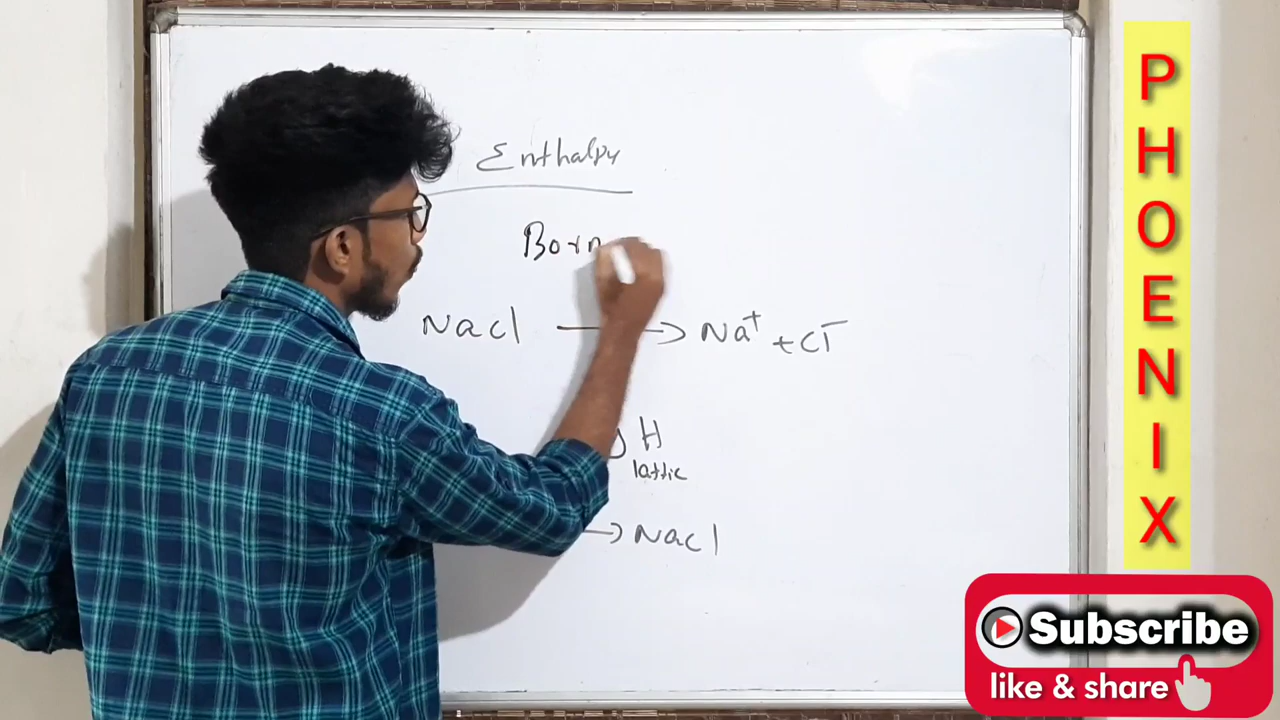 Enthalpy
Born
Nacl → Na⁺ + Cl⁻
H
lattic
→ Nacl
PHOENIX
Subscribe
like & share